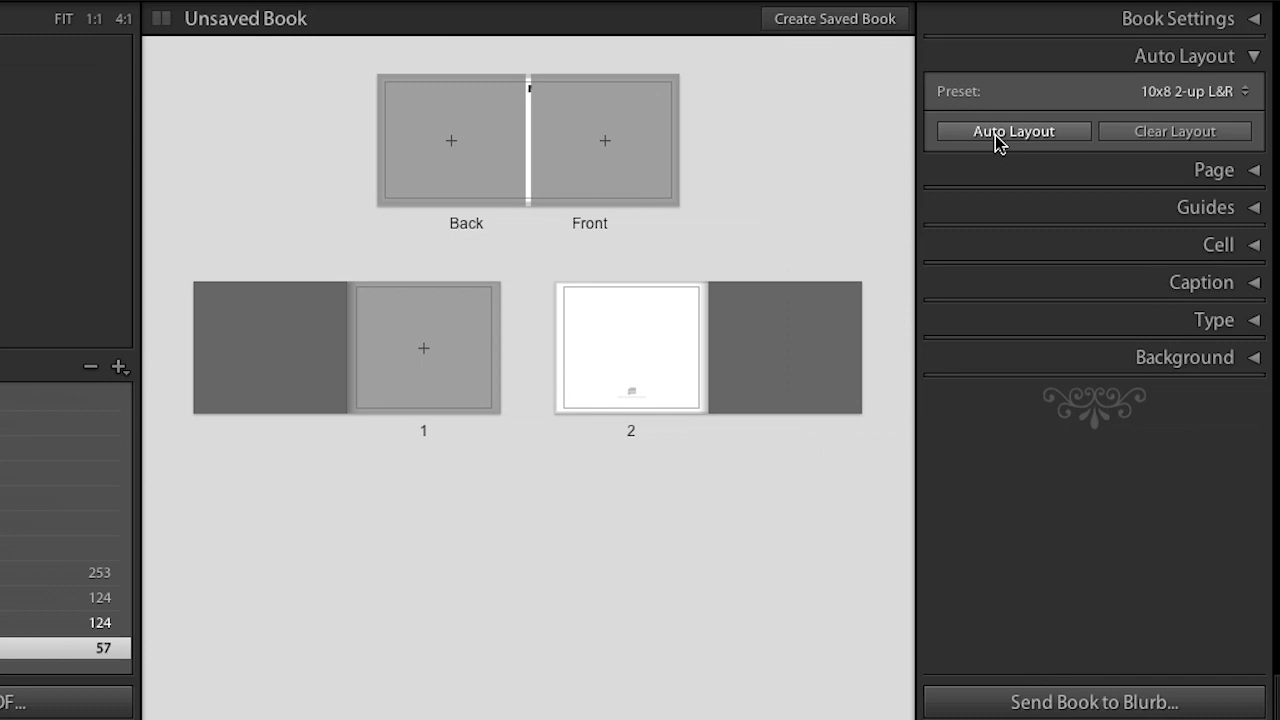 FIT 1:1 4:1
Unsaved Book
Create Saved Book
Book Settings
Auto Layout
Preset: 10x8 2-up L&R
Auto Layout Clear Layout
Page
Guides
Cell
Caption
Type
Background
Back Front
1 2
253
124
124
57
Send Book to Blurb...